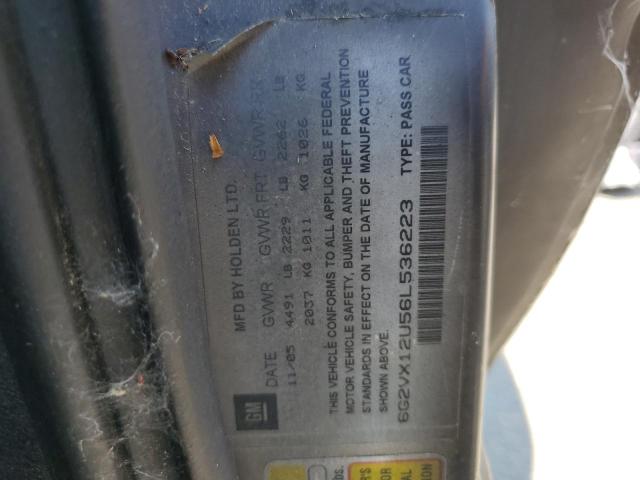 MFD BY HOLDEN LTD.
GM
DATE GVWR GVWR FRT GVWR RR
11/05 4491 LB 2229 LB 2262 LB
2037 KG 1011 KG 1026 KG
THIS VEHICLE CONFORMS TO ALL APPLICABLE FEDERAL
MOTOR VEHICLE SAFETY, BUMPER AND THEFT PREVENTION
STANDARDS IN EFFECT ON THE DATE OF MANUFACTURE
SHOWN ABOVE.
6G2VX12U56L536223 TYPE: PASS CAR